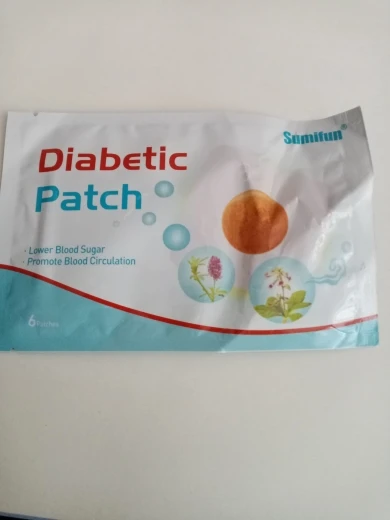 Sumifun®
Diabetic
Patch
· Lower Blood Sugar
· Promote Blood Circulation
6 Patches